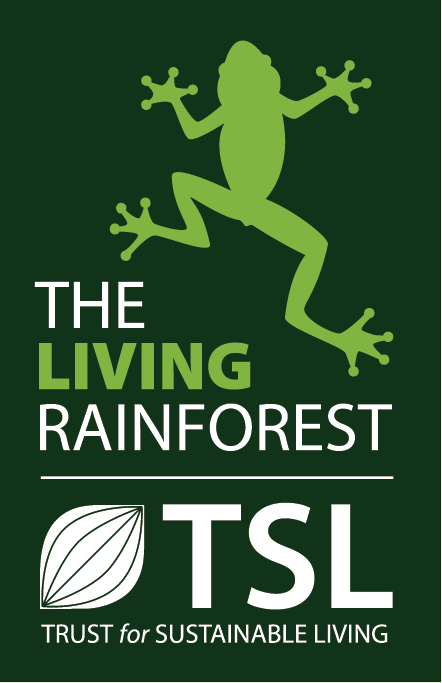 THE
LIVING
RAINFOREST
TSL
TRUST for SUSTAINABLE LIVING